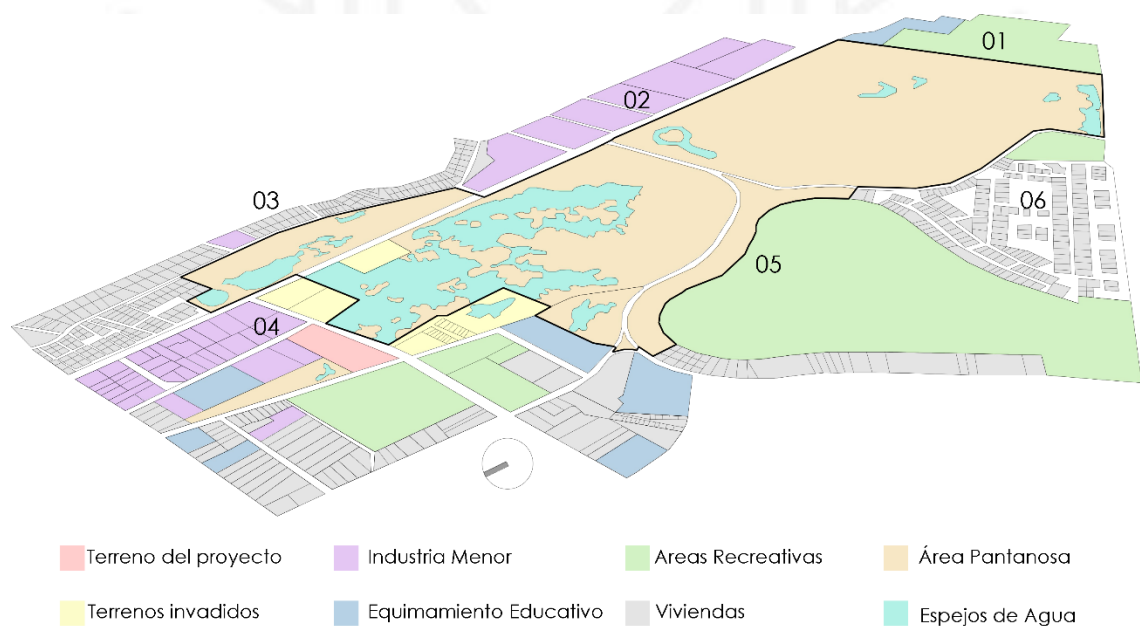 01
02
03
06
05
04
Terreno del proyecto
Industria Menor
Areas Recreativas
Área Pantanosa
Terrenos invadidos
Equimamiento Educativo
Viviendas
Espejos de Agua